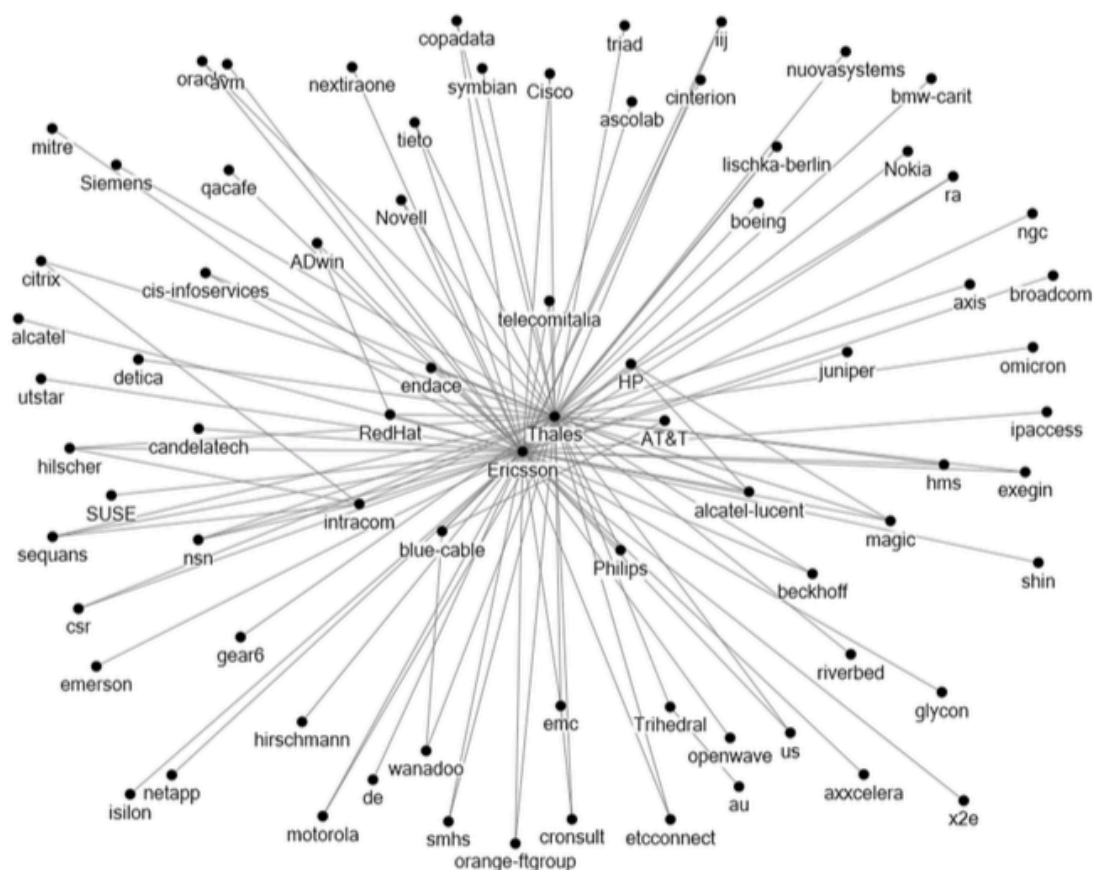 copadata
triad
iij
oracle
avm
nextiraone
symbian
Cisco
cinterion
nuovasystems
bmw-carit
ascolab
mitre
tieto
lischka-berlin
Nokia
Siemens
qacafe
ra
Novell
boeing
ngc
ADwin
citrix
cis-infoservices
axis
broadcom
telecomitalia
alcatel
detica
endace
HP
juniper
omicron
utstar
RedHat
Thales
AT&T
ipaccess
candelatech
hilscher
Ericsson
hms
exegin
SUSE
intracom
alcatel-lucent
sequans
nsn
blue-cable
magic
Philips
shin
beckhoff
csr
gear6
riverbed
emerson
glycon
hirschmann
emc
Trihedral
us
wanadoo
openwave
netapp
de
au
axxcelera
isilon
x2e
motorola
smhs
cronsult
etcconnect
orange-ftgroup